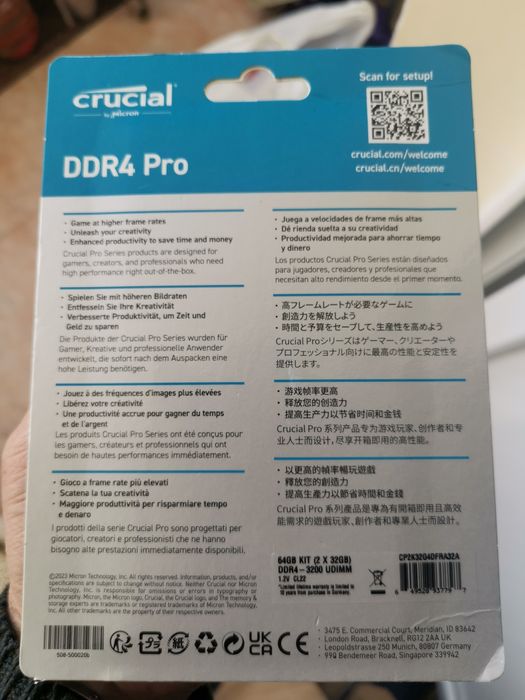 crucial
by micron
Scan for setup!
crucial.com/welcome
crucial.cn/welcome
DDR4 Pro
· Game at higher frame rates
· Unleash your creativity
· Enhanced productivity to save time and money
Crucial Pro Series products are designed for
gamers, creators, and professionals who need
high performance right out-of-the-box.
· Spielen Sie mit höheren Bildraten
· Entfesseln Sie Ihre Kreativität
· Verbesserte Produktivität, um Zeit und
Geld zu sparen
Die Produkte der Crucial Pro Series wurden für
Gamer, Kreative und professionelle Anwender
entwickelt, die sofort nach dem Auspacken eine
hohe Leistung benötigen.
· Jouez à des fréquences d'images plus élevées
· Libérez votre créativité
· Une productivité accrue pour gagner du temps
et de l'argent
Les produits Crucial Pro Series ont été conçus pour
les gamers, créateurs et professionnels qui ont
besoin de hautes performances immédiatement.
· Gioco a frame rate più elevati
· Scatena la tua creatività
· Maggiore produttività per risparmiare tempo
e denaro
I prodotti della serie Crucial Pro sono progettati per
giocatori, creatori e professionisti che ne hanno
bisogno alte prestazioni immediatamente disponibili.
· Juega a velocidades de frame más altas
· Dé rienda suelta a su creatividad
· Productividad mejorada para ahorrar tiempo
y dinero
Los productos Crucial Pro Series están diseñados
para jugadores, creadores y profesionales que
necesitan alto rendimiento desde el primer momento.
· 高フレームレートが必要なゲームに
· 創造力を解放しよう
· 時間と予算をセーブして、生産性を高めよう
Crucial Proシリーズはゲーマー、クリエーターや
プロフェッショナル向けに最高の性能と安定性を
提供します。
· 游戏帧率更高
· 释放您的创造力
· 提高生产力以节省时间和金钱
Crucial Pro 系列产品专为游戏玩家、创作者和专
业人士而设计，尽享开箱即用的高性能。
· 以更高的幀率暢玩遊戲
· 釋放您的創造力
· 提高生產力以節省時間和金錢
Crucial Pro 系列產品是專為有開箱即用且高效
能需求的遊戲玩家、創作者和專業人士而設計。
©2023 Micron Technology, Inc. All rights reserved. Information, products, and/or
specifications are subject to change without notice. Neither Crucial nor Micron
Technology, Inc. is responsible for omissions or errors in typography or
photography. Micron, the Micron logo, Crucial, the Crucial logo, and The memory &
storage experts are trademarks or registered trademarks of Micron Technology,
Inc. All other trademarks are property of their respective owners.
64GB KIT (2 X 32GB)
DDR4-3200 UDIMM
1.2V CL22
*Limited lifetime warranty is limited to
10 years from purchase in Germany
CP2K32G4DFRA32A
6 49528 93779 7
508-500020b
UK
CA
CE
· 3475 E. Commercial Court, Meridian, ID 83642
· London Road, Bracknell, RG12 2AA UK
· Leopoldstrasse 250 Munich, 80807 Germany
· 990 Bendemeer Road, Singapore 339942